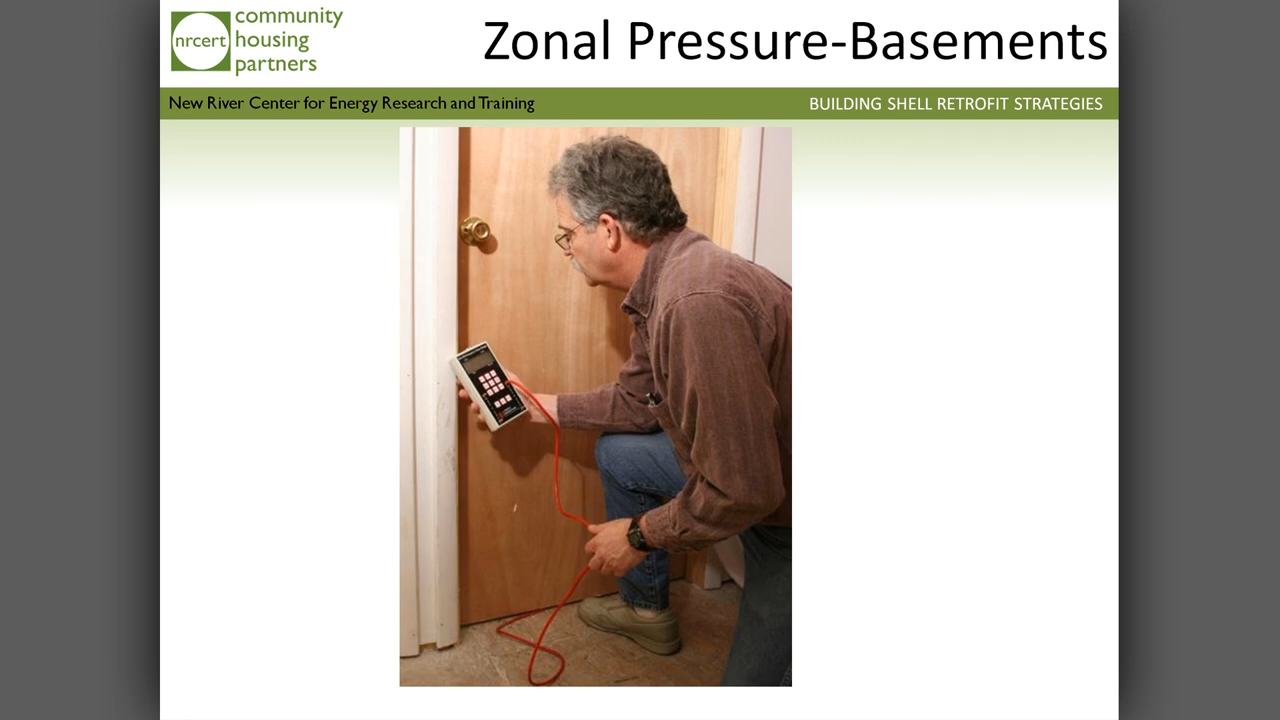 community
nrcert
housing
partners
Zonal Pressure-Basements
New River Center for Energy Research and Training
BUILDING SHELL RETROFIT STRATEGIES